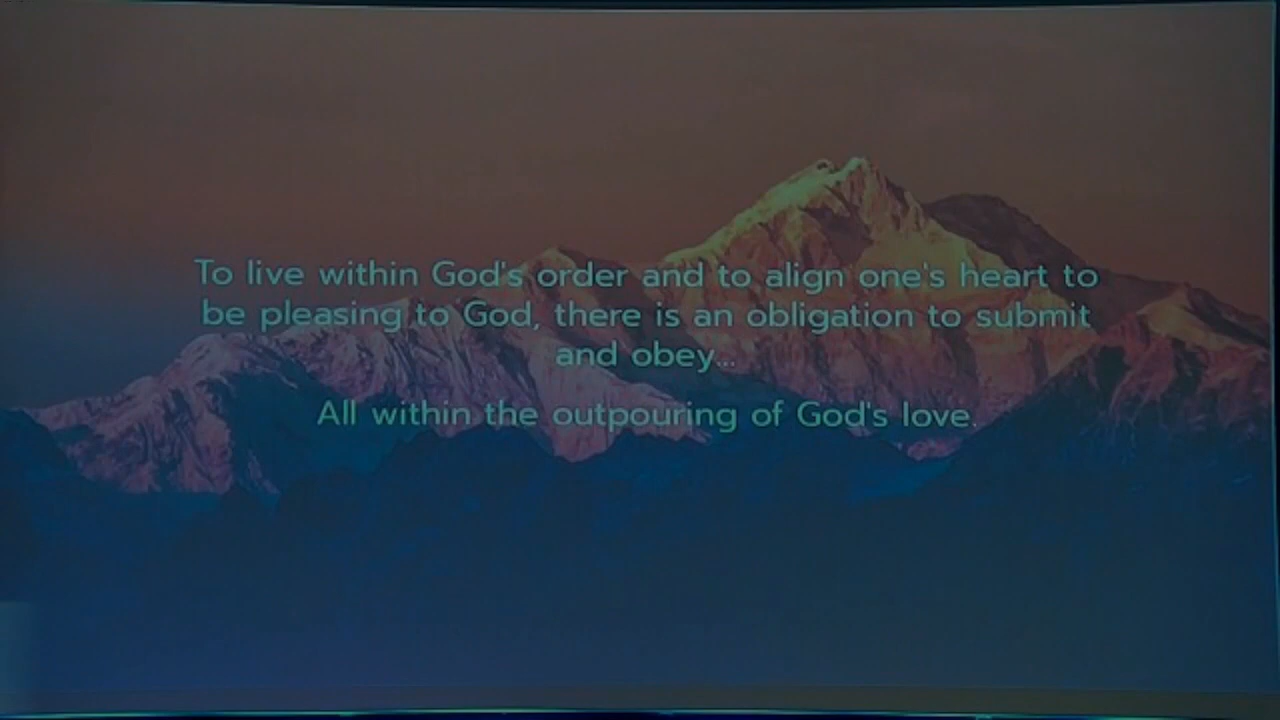 To live within God's order and to align one's heart to
be pleasing to God, there is an obligation to submit
and obey...
All within the outpouring of God's love.